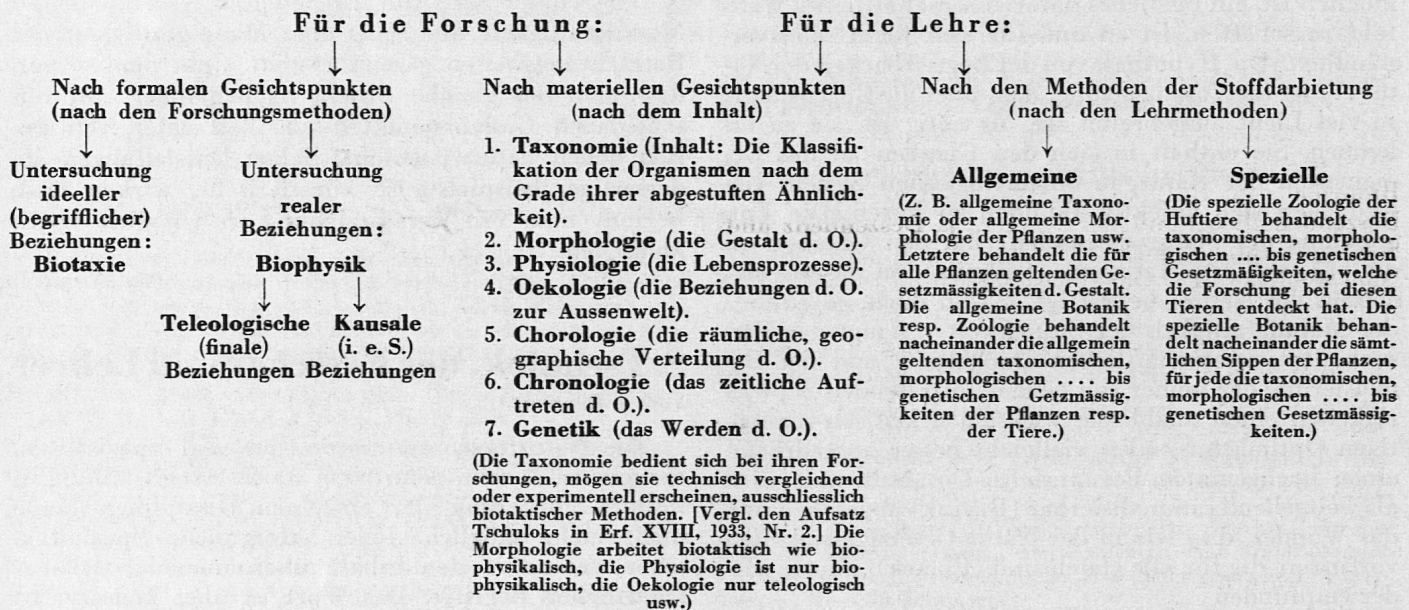 Für die Forschung:
Für die Lehre:
Nach formalen Gesichtspunkten
(nach den Forschungsmethoden)
Untersuchung
ideeller
(begrifflicher)
Beziehungen:
Biotaxie
Untersuchung
realer
Beziehungen:
Biophysik
Teleologische
(finale)
Beziehungen
Kausale
(i. e. S.)
Beziehungen
Nach materiellen Gesichtspunkten
(nach dem Inhalt)
1. Taxonomie (Inhalt: Die Klassifi-
kation der Organismen nach dem
Grade ihrer abgestuften Ähnlich-
keit).
2. Morphologie (die Gestalt d. O.).
3. Physiologie (die Lebensprozesse).
4. Oekologie (die Beziehungen d. O.
zur Aussenwelt).
5. Chorologie (die räumliche, geo-
graphische Verteilung d. O.).
6. Chronologie (das zeitliche Auf-
treten d. O.).
7. Genetik (das Werden d. O.).
(Die Taxonomie bedient sich bei ihren For-
schungen, mögen sie technisch vergleichend
oder experimentell erscheinen, ausschliesslich
biotaktischer Methoden. [Vergl. den Aufsatz
Tschuloks in Erf. XVIII, 1933, Nr. 2.] Die
Morphologie arbeitet biotaktisch wie bio-
physikalisch, die Physiologie ist nur bio-
physikalisch, die Oekologie nur teleologisch
usw.)
Nach den Methoden der Stoffdarbietung
(nach den Lehrmethoden)
Allgemeine
(Z. B. allgemeine Taxono-
mie oder allgemeine Mor-
phologie der Pflanzen usw.
Letztere behandelt die für
alle Pflanzen geltenden Ge-
setzmässigkeiten d. Gestalt.
Die allgemeine Botanik
resp. Zoologie behandelt
nacheinander die allgemein
geltenden taxonomischen,
morphologischen .... bis
genetischen Getzmässig-
keiten der Pflanzen resp.
der Tiere.)
Spezielle
(Die spezielle Zoologie der
Huftiere behandelt die
taxonomischen, morpholo-
gischen .... bis genetischen
Gesetzmäßigkeiten, welche
die Forschung bei diesen
Tieren entdeckt hat. Die
spezielle Botanik behan-
delt nacheinander die sämt-
lichen Sippen der Pflanzen,
für jede die taxonomischen,
morphologischen .... bis
genetischen Gesetzmässig-
keiten.)